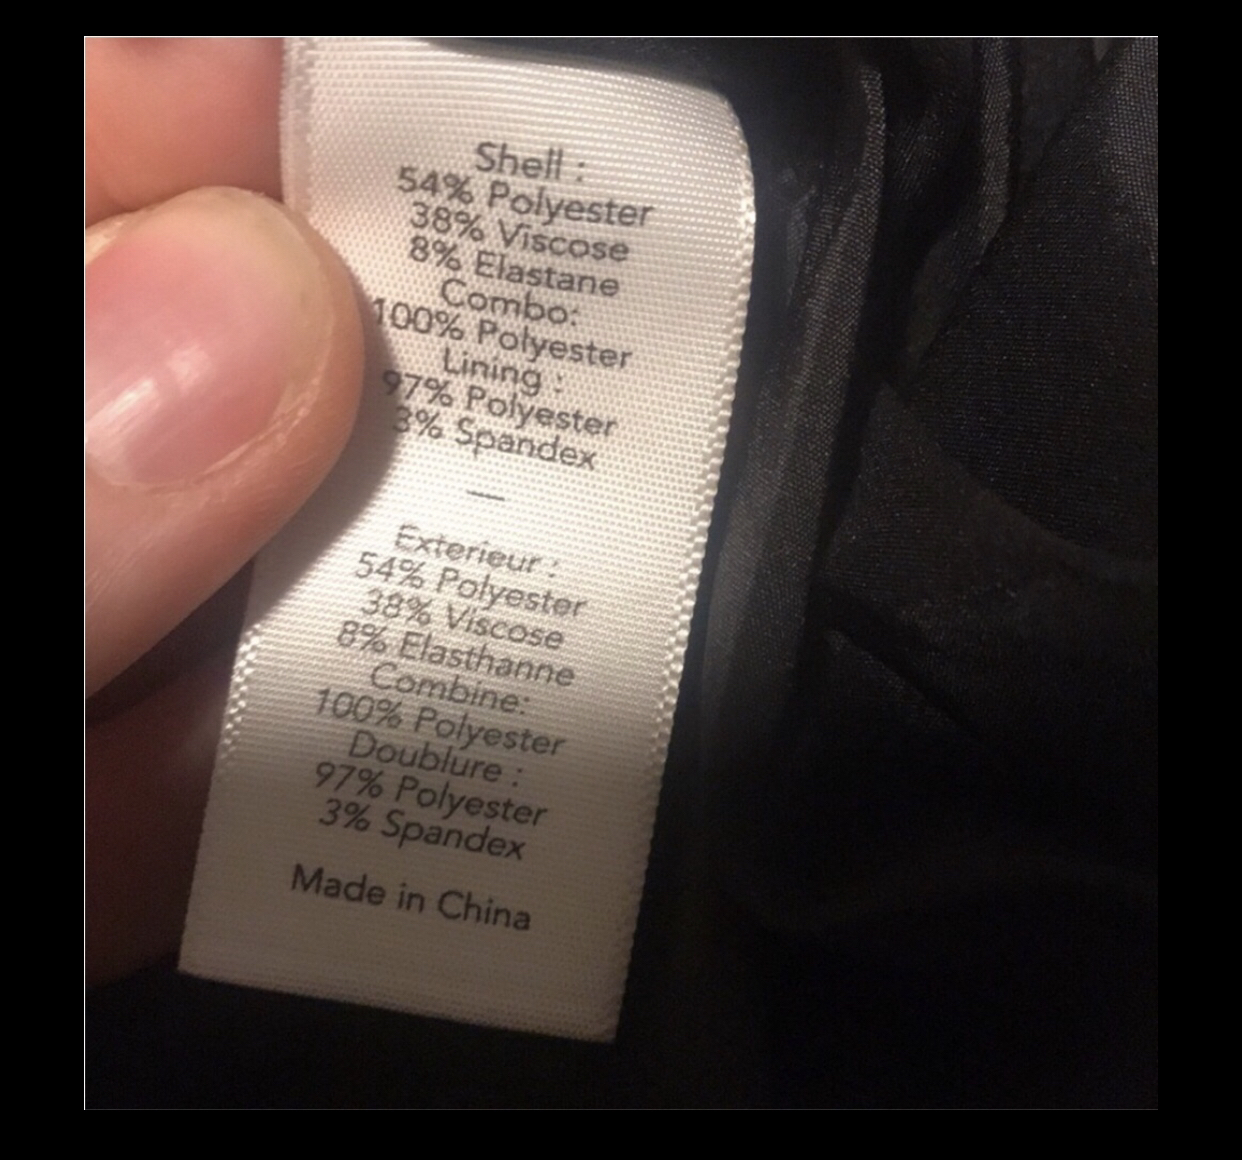 Shell :
54% Polyester
38% Viscose
8% Elastane
Combo:
100% Polyester
Lining :
97% Polyester
3% Spandex
—
Exterieur :
54% Polyester
38% Viscose
8% Elasthanne
Combine:
100% Polyester
Doublure :
97% Polyester
3% Spandex
Made in China